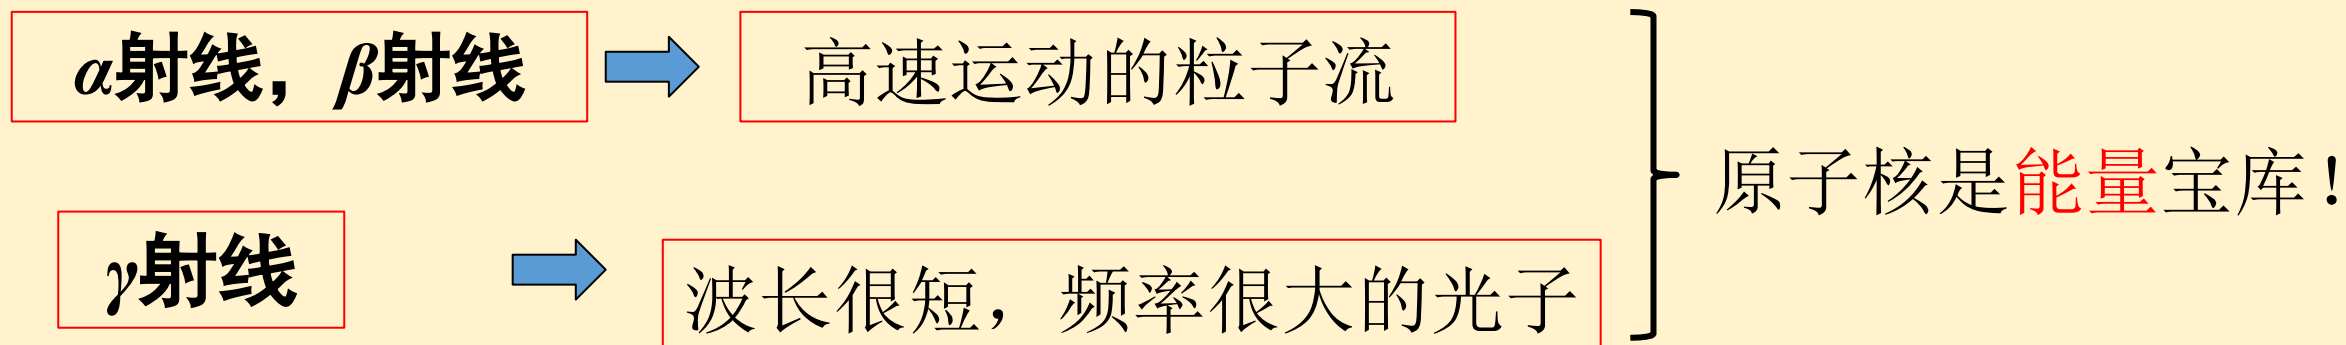 α射线，β射线
高速运动的粒子流
原子核是能量宝库！
γ射线
波长很短，频率很大的光子